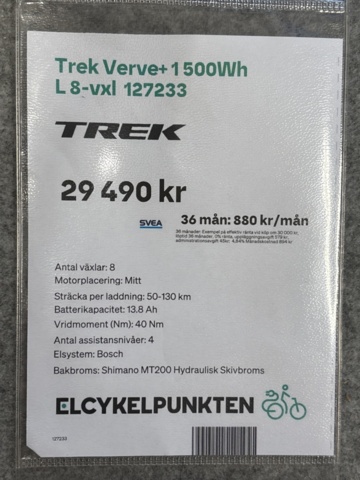 Trek Verve+ 1 500Wh
L 8-vxl 127233
TREK
29 490 kr
SVEA
36 mån: 880 kr/mån
Antal växlar: 8
Motorplacering: Mitt
Sträcka per laddning: 50-130 km
Batterikapacitet: 13.8 Ah
Vridmoment (Nm): 40 Nm
Antal assistansnivåer: 4
Elsystem: Bosch
Bakbroms: Shimano MT200 Hydraulisk Skivbroms
ELCYKELPUNKTEN
127233